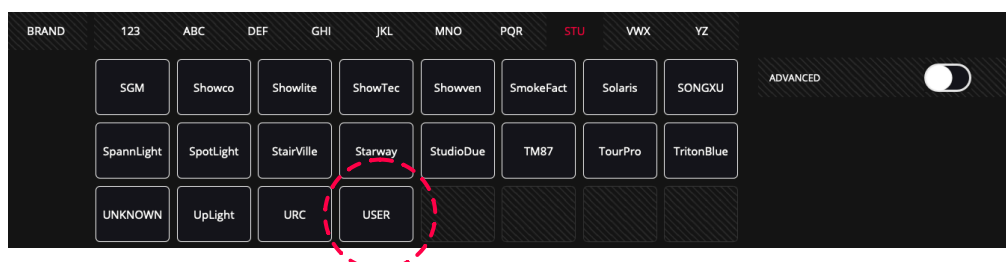 BRAND 123 ABC DEF GHI JKL MNO PQR STU VWX YZ
SGM Showco Showlite ShowTec Showven SmokeFact Solaris SONGXU ADVANCED
SpannLight SpotLight StairVille Starway StudioDue TM87 TourPro TritonBlue
UNKNOWN UpLight URC USER